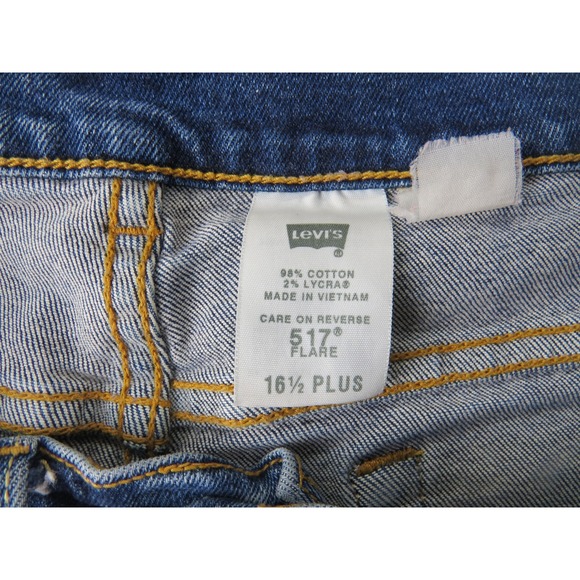 Levi's
®
98% COTTON
2% LYCRA®
MADE IN VIETNAM
CARE ON REVERSE
517®
FLARE
16½ PLUS